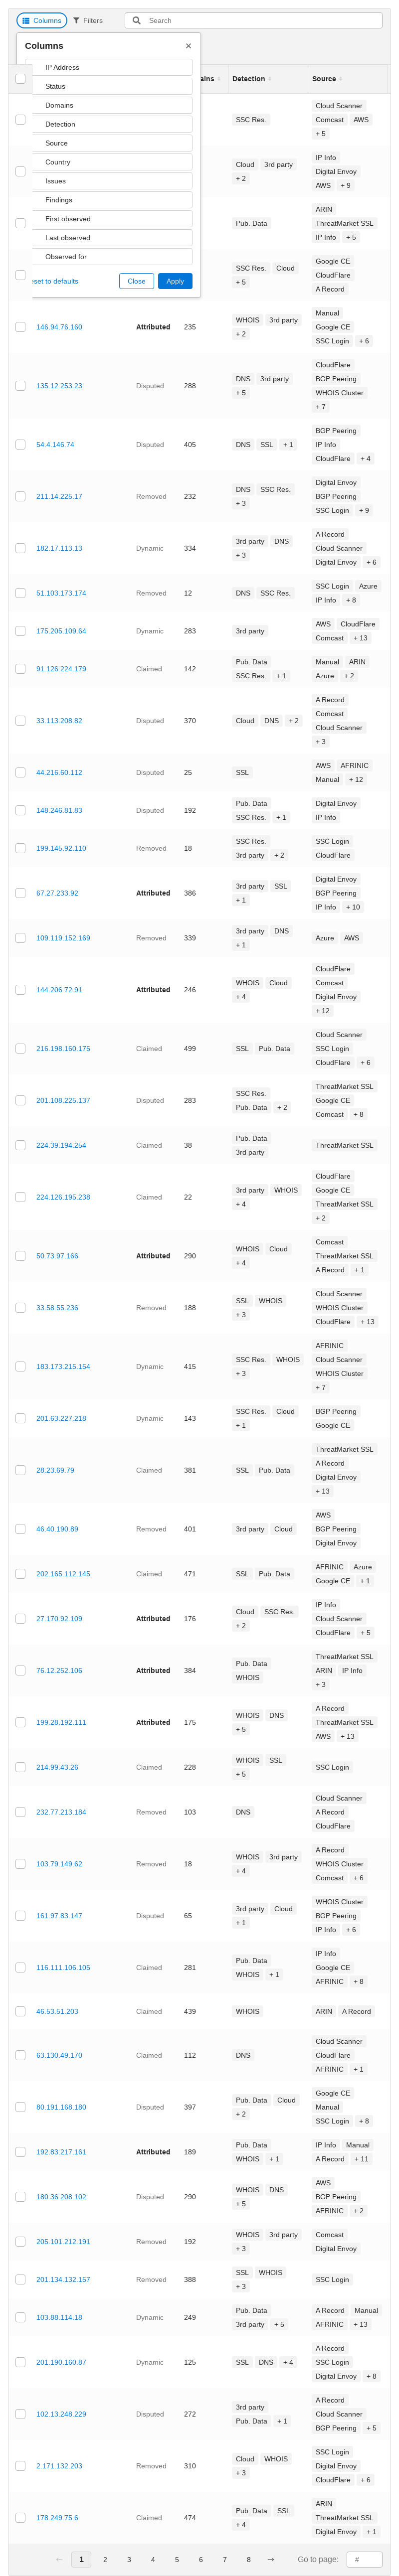 Columns Filters Search
Columns ×
ains Detection Source
IP Address
Status
Domains
Detection
Source
Country
Issues
Findings
First observed
Last observed
Observed for
eset to defaults Close Apply
SSC Res. Cloud Scanner Comcast AWS + 5
Cloud 3rd party + 2 IP Info Digital Envoy AWS + 9
Pub. Data ARIN ThreatMarket SSL IP Info + 5
SSC Res. Cloud + 5 Google CE CloudFlare A Record
146.94.76.160 Attributed 235 WHOIS 3rd party + 2 Manual Google CE SSC Login + 6
135.12.253.23 Disputed 288 DNS 3rd party + 5 CloudFlare BGP Peering WHOIS Cluster + 7
54.4.146.74 Disputed 405 DNS SSL + 1 BGP Peering IP Info CloudFlare + 4
211.14.225.17 Removed 232 DNS SSC Res. + 3 Digital Envoy BGP Peering SSC Login + 9
182.17.113.13 Dynamic 334 3rd party DNS + 3 A Record Cloud Scanner Digital Envoy + 6
51.103.173.174 Removed 12 DNS SSC Res. SSC Login Azure IP Info + 8
175.205.109.64 Dynamic 283 3rd party AWS CloudFlare Comcast + 13
91.126.224.179 Claimed 142 Pub. Data SSC Res. + 1 Manual ARIN Azure + 2
33.113.208.82 Disputed 370 Cloud DNS + 2 A Record Comcast Cloud Scanner + 3
44.216.60.112 Disputed 25 SSL AWS AFRINIC Manual + 12
148.246.81.83 Disputed 192 Pub. Data SSC Res. + 1 Digital Envoy IP Info
199.145.92.110 Removed 18 SSC Res. 3rd party + 2 SSC Login CloudFlare
67.27.233.92 Attributed 386 3rd party SSL + 1 Digital Envoy BGP Peering IP Info + 10
109.119.152.169 Removed 339 3rd party DNS + 1 Azure AWS
144.206.72.91 Attributed 246 WHOIS Cloud + 4 CloudFlare Comcast Digital Envoy + 12
216.198.160.175 Claimed 499 SSL Pub. Data Cloud Scanner SSC Login CloudFlare + 6
201.108.225.137 Disputed 283 SSC Res. Pub. Data + 2 ThreatMarket SSL Google CE Comcast + 8
224.39.194.254 Claimed 38 Pub. Data 3rd party ThreatMarket SSL
224.126.195.238 Claimed 22 3rd party WHOIS + 4 CloudFlare Google CE ThreatMarket SSL + 2
50.73.97.166 Attributed 290 WHOIS Cloud + 4 Comcast ThreatMarket SSL A Record + 1
33.58.55.236 Removed 188 SSL WHOIS + 3 Cloud Scanner WHOIS Cluster CloudFlare + 13
183.173.215.154 Dynamic 415 SSC Res. WHOIS + 3 AFRINIC Cloud Scanner WHOIS Cluster + 7
201.63.227.218 Dynamic 143 SSC Res. Cloud + 1 BGP Peering Google CE
28.23.69.79 Claimed 381 SSL Pub. Data ThreatMarket SSL A Record Digital Envoy + 13
46.40.190.89 Removed 401 3rd party Cloud AWS BGP Peering Digital Envoy
202.165.112.145 Claimed 471 SSL Pub. Data AFRINIC Azure Google CE + 1
27.170.92.109 Attributed 176 Cloud SSC Res. + 2 IP Info Cloud Scanner CloudFlare + 5
76.12.252.106 Attributed 384 Pub. Data WHOIS ThreatMarket SSL ARIN IP Info + 3
199.28.192.111 Attributed 175 WHOIS DNS + 5 A Record ThreatMarket SSL AWS + 13
214.99.43.26 Claimed 228 WHOIS SSL + 5 SSC Login
232.77.213.184 Removed 103 DNS Cloud Scanner A Record CloudFlare
103.79.149.62 Removed 18 WHOIS 3rd party + 4 A Record WHOIS Cluster Comcast + 6
161.97.83.147 Disputed 65 3rd party Cloud + 1 WHOIS Cluster BGP Peering IP Info + 6
116.111.106.105 Claimed 281 Pub. Data WHOIS + 1 IP Info Google CE AFRINIC + 8
46.53.51.203 Claimed 439 WHOIS ARIN A Record
63.130.49.170 Claimed 112 DNS Cloud Scanner CloudFlare AFRINIC + 1
80.191.168.180 Disputed 397 Pub. Data Cloud + 2 Google CE Manual SSC Login + 8
192.83.217.161 Attributed 189 Pub. Data WHOIS + 1 IP Info Manual A Record + 11
180.36.208.102 Disputed 290 WHOIS DNS + 5 AWS BGP Peering AFRINIC + 2
205.101.212.191 Removed 192 WHOIS 3rd party + 3 Comcast Digital Envoy
201.134.132.157 Removed 388 SSL WHOIS + 3 SSC Login
103.88.114.18 Dynamic 249 Pub. Data 3rd party + 5 A Record Manual AFRINIC + 13
201.190.160.87 Dynamic 125 SSL DNS + 4 A Record SSC Login Digital Envoy + 8
102.13.248.229 Disputed 272 3rd party Pub. Data + 1 A Record Cloud Scanner BGP Peering + 5
2.171.132.203 Removed 310 Cloud WHOIS + 3 SSC Login Digital Envoy CloudFlare + 6
178.249.75.6 Claimed 474 Pub. Data SSL + 4 ARIN ThreatMarket SSL Digital Envoy + 1
← 1 2 3 4 5 6 7 8 → Go to page: #